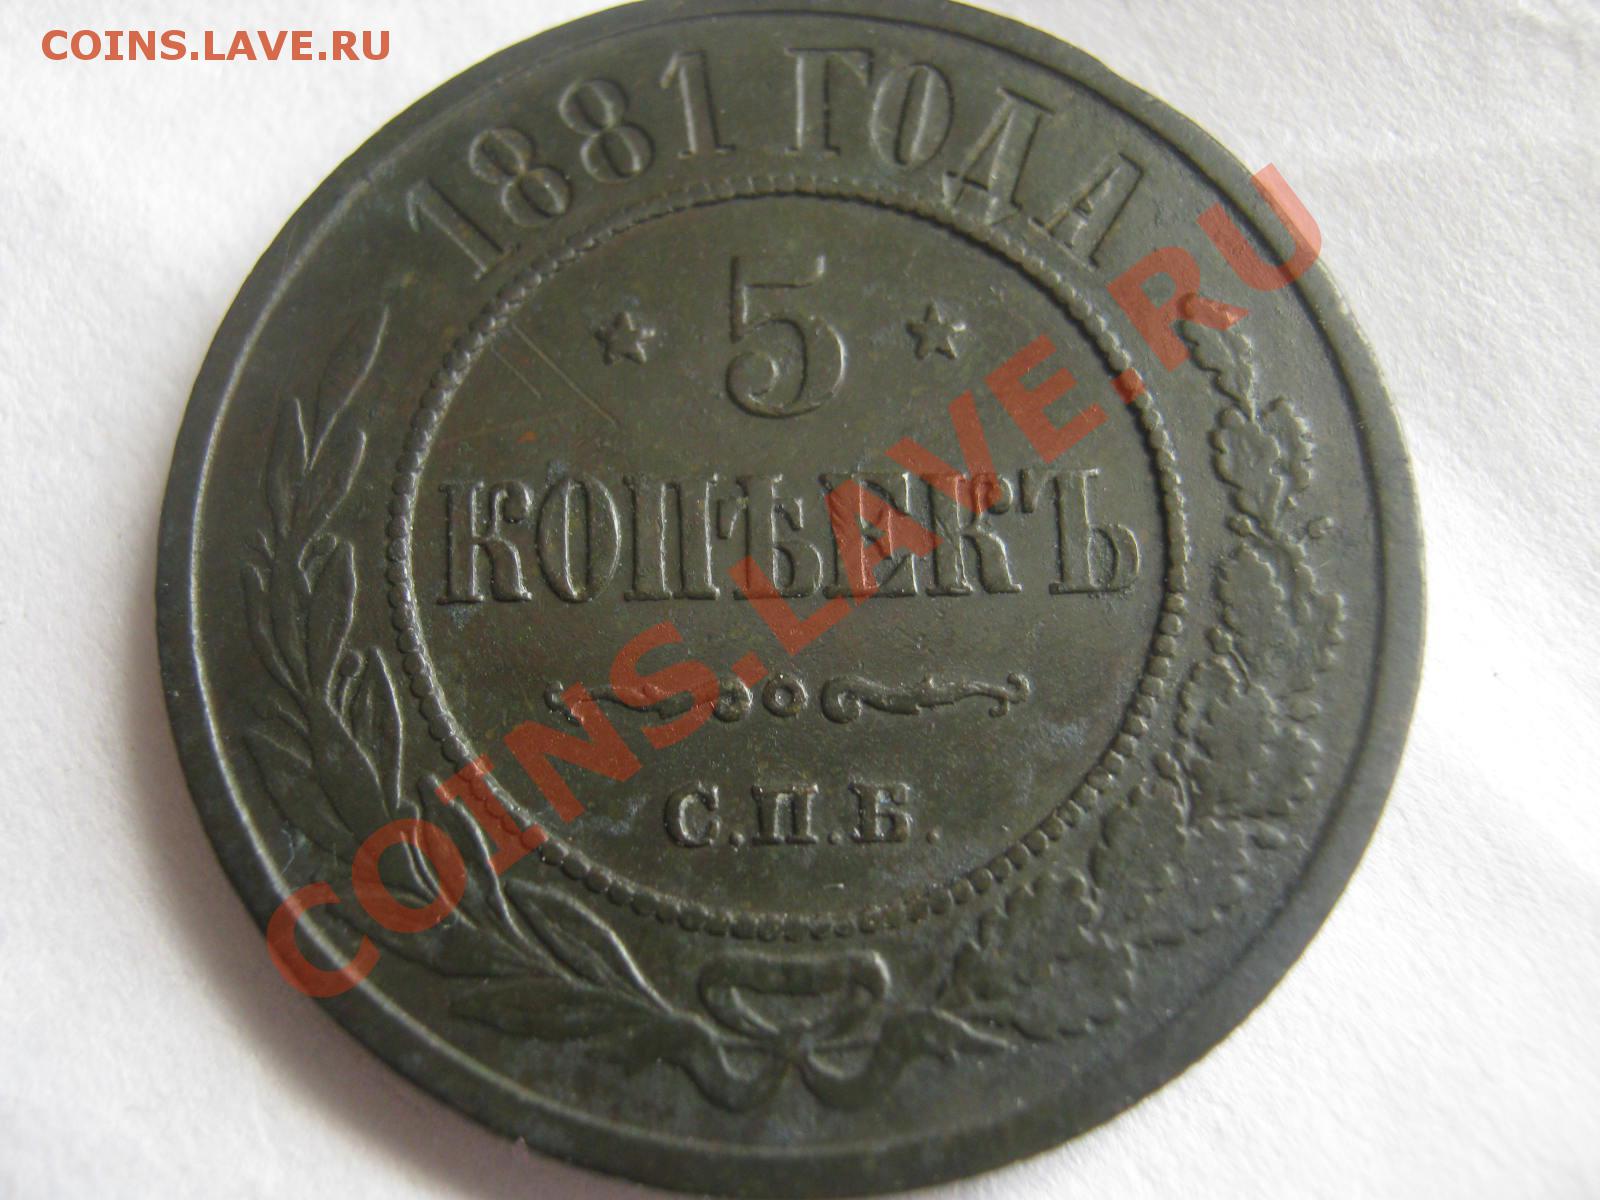 COINS.LAVE.RU
1881 ГОДА
5
КОПѢЕКЪ
С.П.Б.
COINS.LAVE.RU